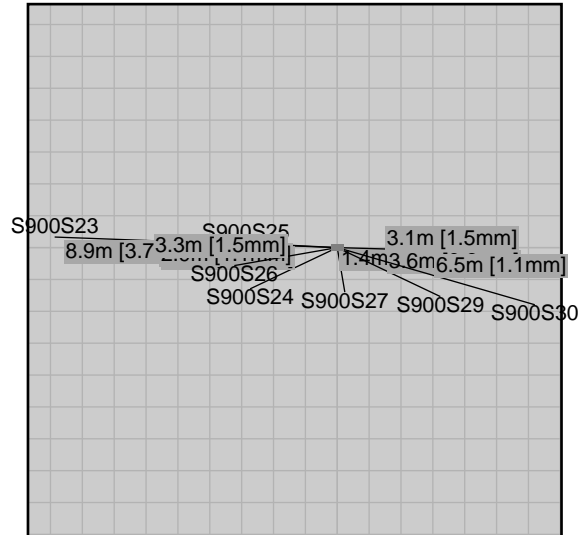 S900S23
S900S25
3.1m [1.5mm]
3.3m [1.5mm]
8.9m [3.7
1.4m
3.6m
6.5m [1.1mm]
S900S26
S900S24
S900S27
S900S29
S900S30